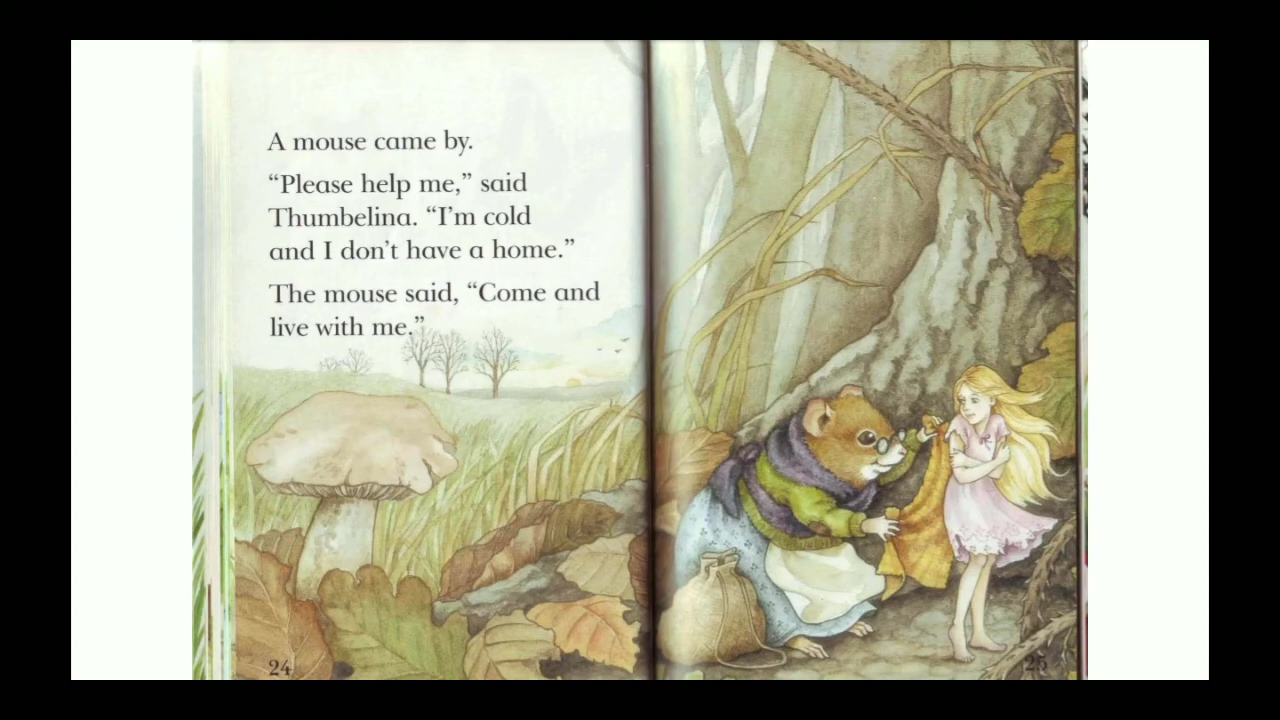 A mouse came by.
“Please help me,” said
Thumbelina. “I’m cold
and I don’t have a home.”
The mouse said, “Come and
live with me.”
24
25